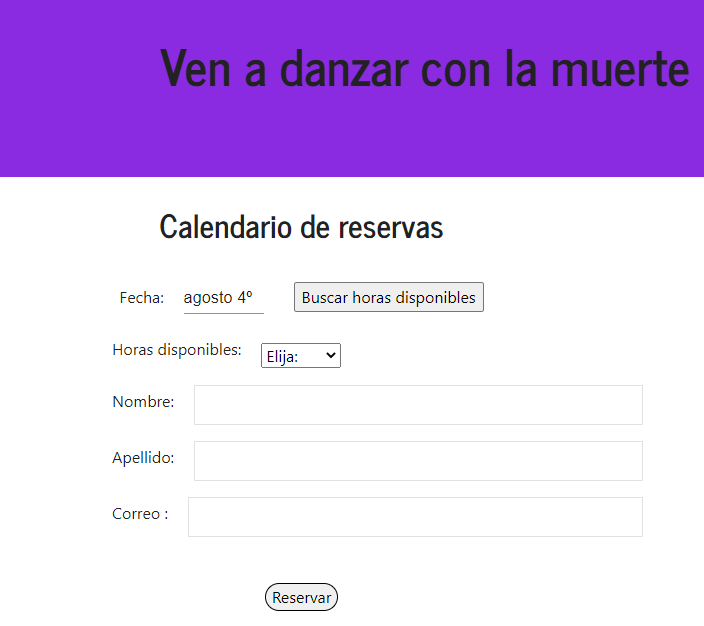 Ven a danzar con la muerte
Calendario de reservas
Fecha: agosto 4º Buscar horas disponibles
Horas disponibles: Elija:
Nombre:
Apellido:
Correo :
Reservar